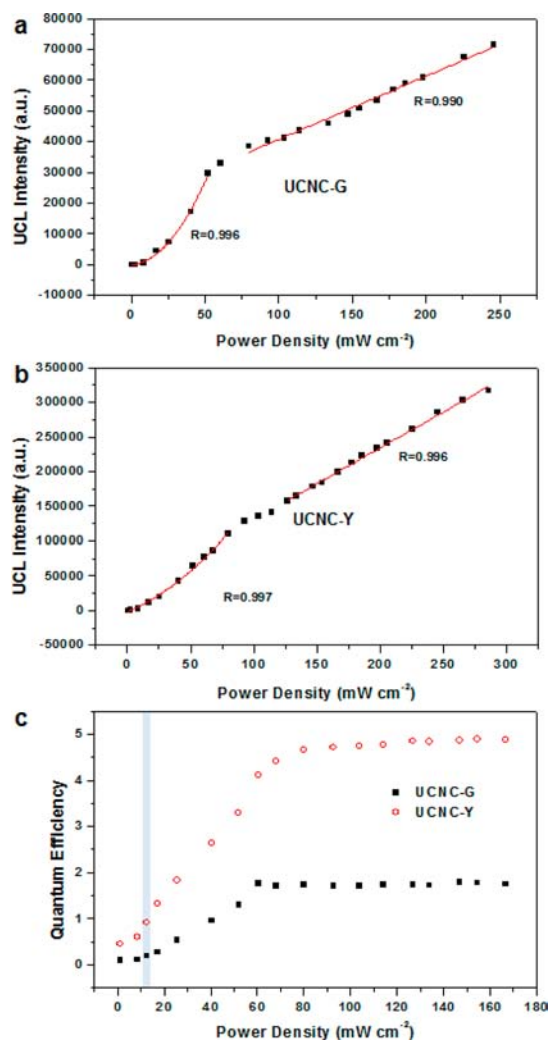 a
80000
70000
60000
50000
40000
30000
20000
10000
0
-10000
UCL Intensity (a.u.)
R=0.990
UCNC-G
R=0.996
0 50 100 150 200 250
Power Density (mW cm⁻²)
b
350000
300000
250000
200000
150000
100000
50000
0
-50000
UCL Intensity (a.u.)
R=0.996
UCNC-Y
R=0.997
0 50 100 150 200 250 300
Power Density (mW cm⁻²)
c
5
4
3
2
1
0
Quantum Efficiency
UCNC-G
UCNC-Y
0 20 40 60 80 100 120 140 160 180
Power Density (mW cm⁻²)